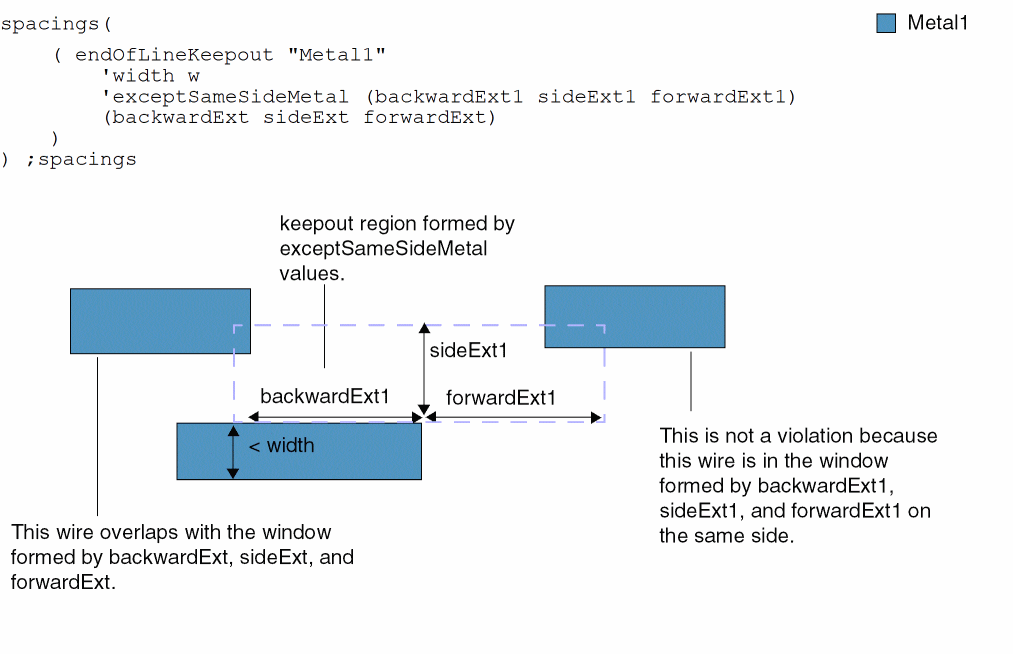 spacings(
Metal1
( endOfLineKeepout "Metal1"
'width w
'exceptSameSideMetal (backwardExt1 sideExt1 forwardExt1)
(backwardExt sideExt forwardExt)
)
) ;spacings
keepout region formed by
exceptSameSideMetal
values.
sideExt1
backwardExt1
forwardExt1
< width
This is not a violation because
this wire is in the window
formed by backwardExt1,
sideExt1, and forwardExt1 on
the same side.
This wire overlaps with the window
formed by backwardExt, sideExt, and
forwardExt.